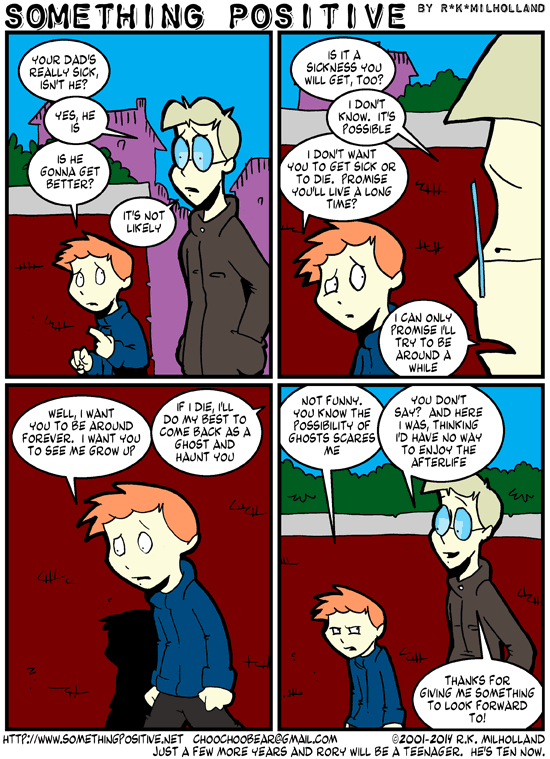 SOMETHING POSITIVE BY R*K*MILHOLLAND
YOUR DAD'S
REALLY SICK,
ISN'T HE?
YES, HE
IS
IS HE
GONNA GET
BETTER?
IT'S NOT
LIKELY
IS IT A
SICKNESS YOU
WILL GET, TOO?
I DON'T
KNOW. IT'S
POSSIBLE
I DON'T WANT
YOU TO GET SICK OR
TO DIE. PROMISE
YOU'LL LIVE A LONG
TIME?
I CAN ONLY
PROMISE I'LL
TRY TO BE
AROUND A
WHILE
WELL, I WANT
YOU TO BE AROUND
FOREVER. I WANT YOU
TO SEE ME GROW UP
IF I DIE, I'LL
DO MY BEST TO
COME BACK AS A
GHOST AND
HAUNT YOU
NOT FUNNY.
YOU KNOW THE
POSSIBILITY OF
GHOSTS SCARES
ME
YOU DON'T
SAY? AND HERE
I WAS, THINKING
I'D HAVE NO WAY
TO ENJOY THE
AFTERLIFE
THANKS FOR
GIVING ME SOMETHING
TO LOOK FORWARD
TO!
HTTP://WWW.SOMETHINGPOSITIVE.NET CHOOCHOOBEAR@GMAIL.COM ©2001-2014 R.K. MILHOLLAND
JUST A FEW MORE YEARS AND RORY WILL BE A TEENAGER. HE'S TEN NOW.